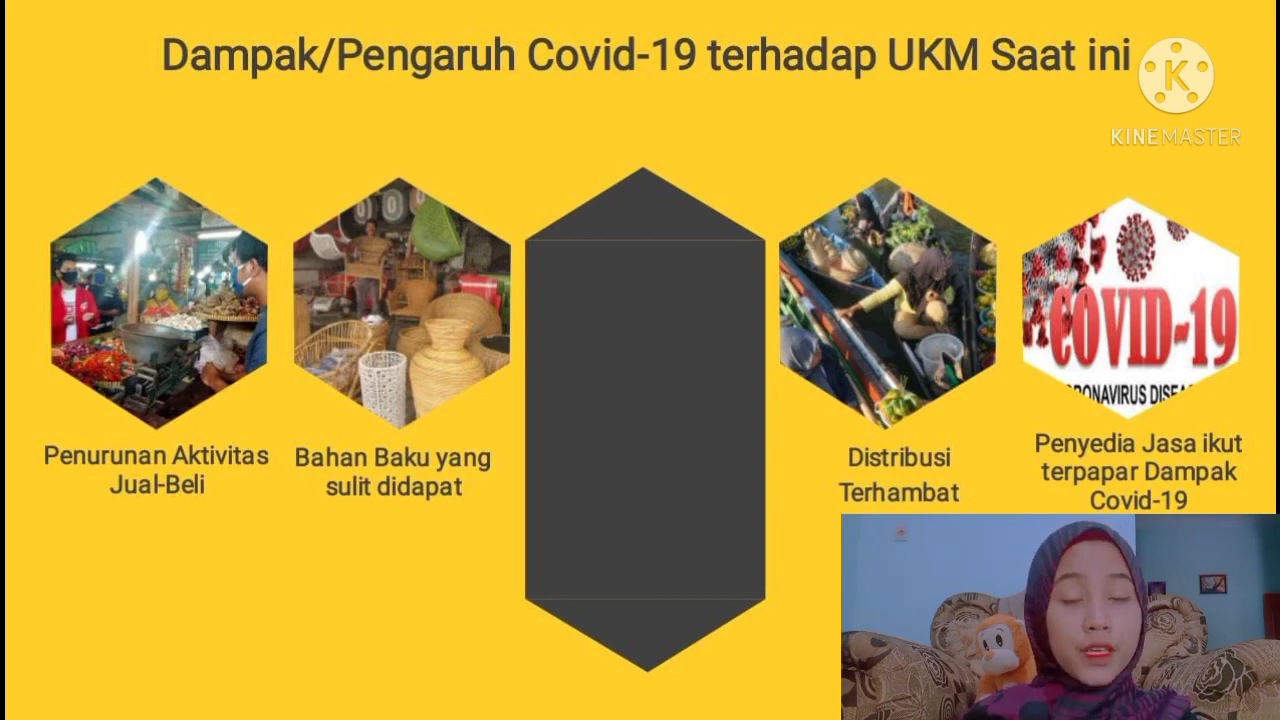 Dampak/Pengaruh Covid-19 terhadap UKM Saat ini
K
KINEMASTER
Penurunan Aktivitas
Jual-Beli
Bahan Baku yang
sulit didapat
Distribusi
Terhambat
COVID-19
Penyedia Jasa ikut
terpapar Dampak
Covid-19